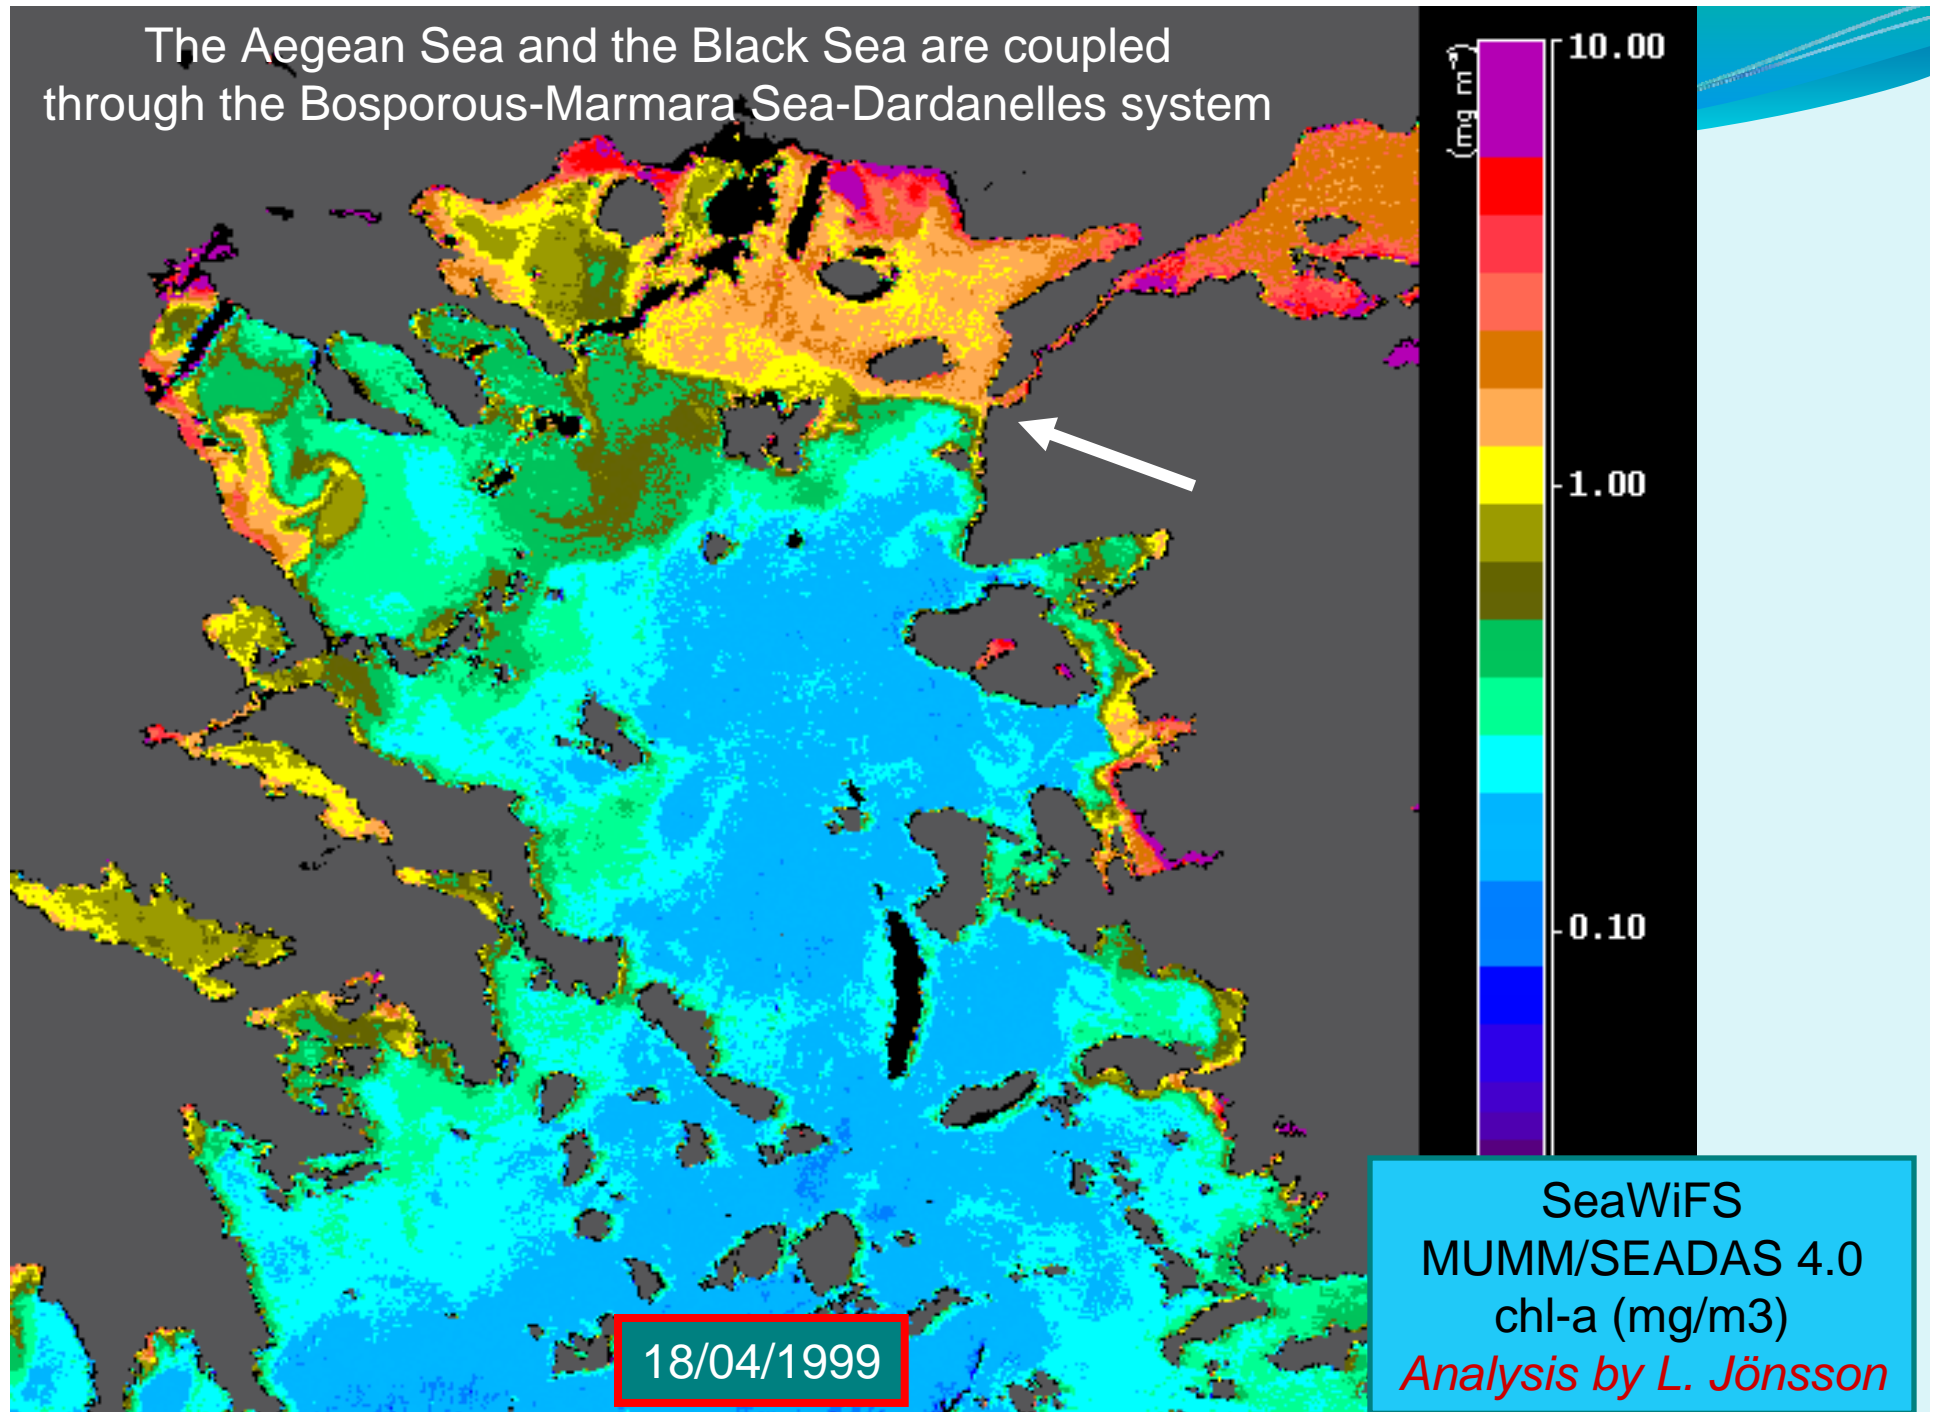 The Aegean Sea and the Black Sea are coupled
through the Bosporous-Marmara Sea-Dardanelles system
(mg m⁻³)
10.00
1.00
0.10
SeaWiFS
MUMM/SEADAS 4.0
chl-a (mg/m3)
Analysis by L. Jönsson
18/04/1999